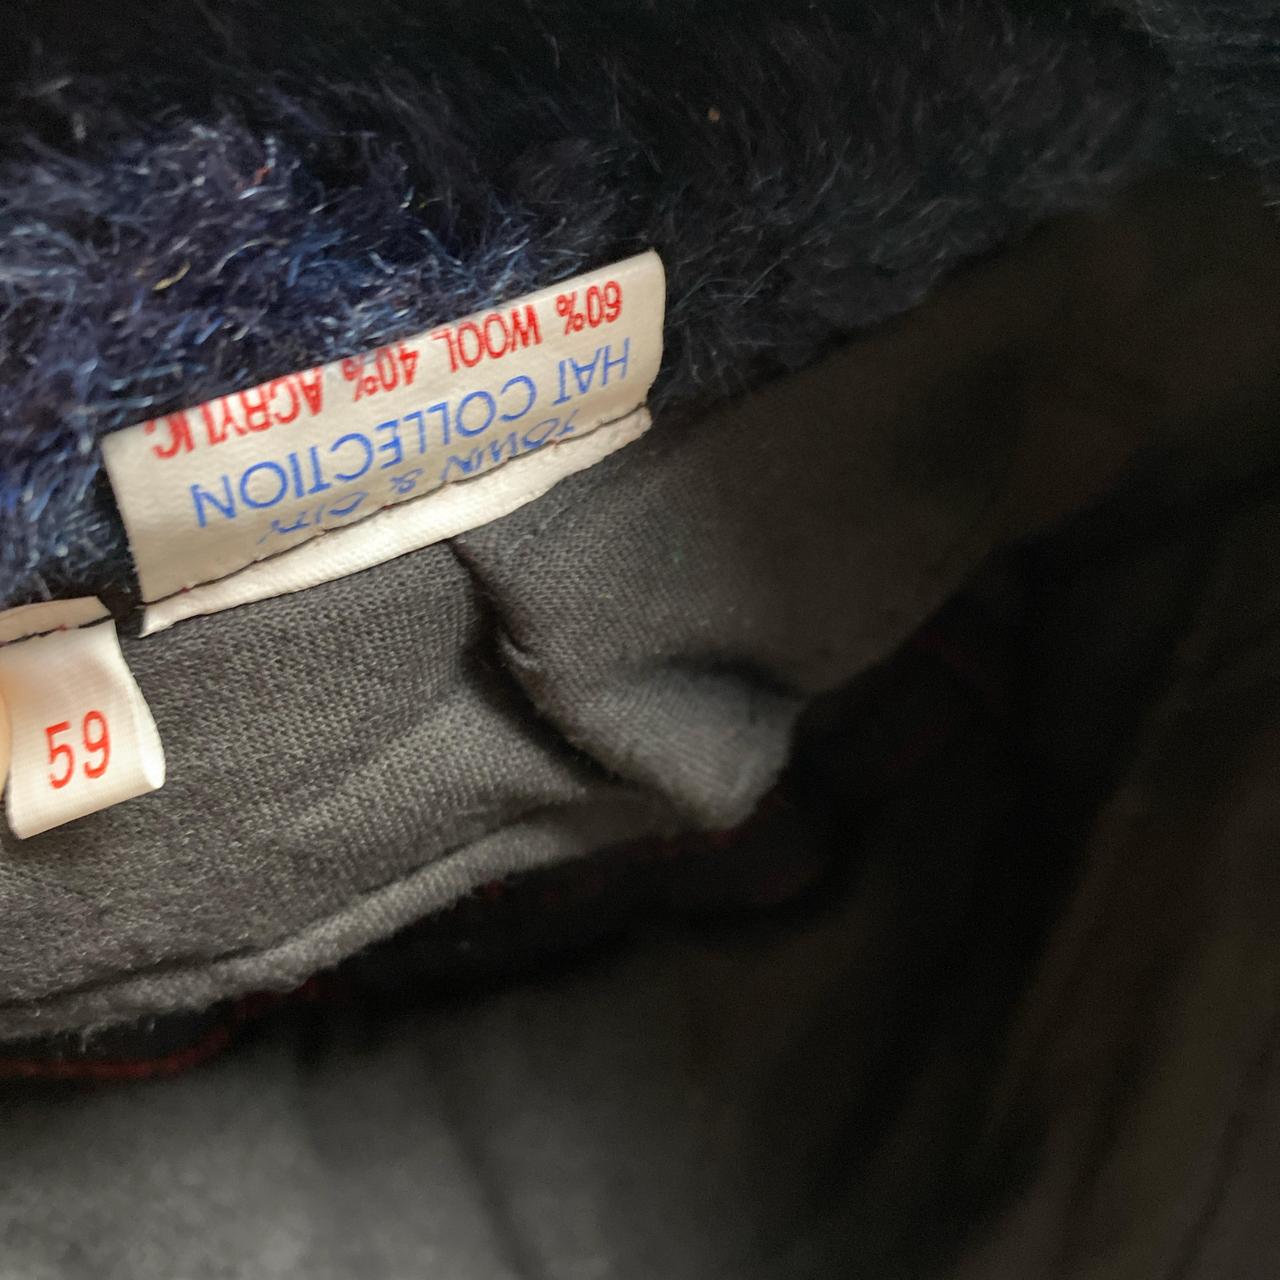 TOWN & CITY
HAT COLLECTION
60% WOOL 40% ACRYLIC.
59